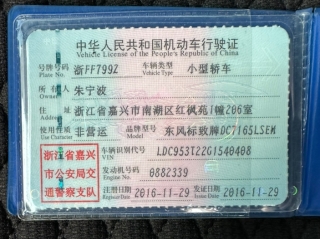 中华人民共和国机动车行驶证
Vehicle License of the People's Republic of China
号牌号码 浙FF799Z 车辆类型 小型轿车
Plate No. Vehicle Type
所有人 朱宁波
Owner
住址 浙江省嘉兴市南湖区红枫苑1幢206室
Address
使用性质 非营运 品牌型号 东风标致牌DC7165LSEM
Use Character Model
浙江省嘉兴
市公安局交
通警察支队
车辆识别代号 LDC953T22G1540408
VIN
发动机号码 0882339
Engine No.
注册日期 2016-11-29 发证日期 2016-11-29
Register Date Issue Date